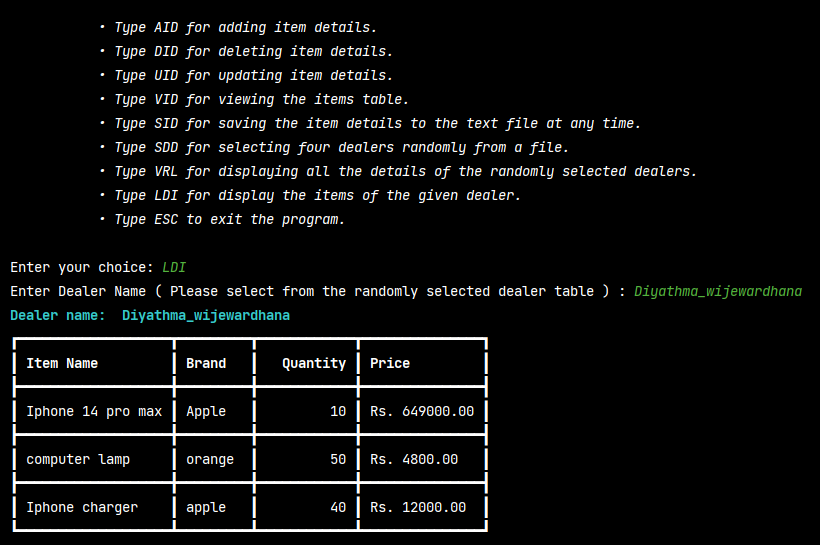 • Type AID for adding item details.
• Type DID for deleting item details.
• Type UID for updating item details.
• Type VID for viewing the items table.
• Type SID for saving the item details to the text file at any time.
• Type SDD for selecting four dealers randomly from a file.
• Type VRL for displaying all the details of the randomly selected dealers.
• Type LDI for display the items of the given dealer.
• Type ESC to exit the program.
Enter your choice: LDI
Enter Dealer Name ( Please select from the randomly selected dealer table ) : Diyathma_wijewardhana
Dealer name:  Diyathma_wijewardhana
Item Name Brand Quantity Price
Iphone 14 pro max Apple 10 Rs. 649000.00
computer lamp orange 50 Rs. 4800.00
Iphone charger apple 40 Rs. 12000.00